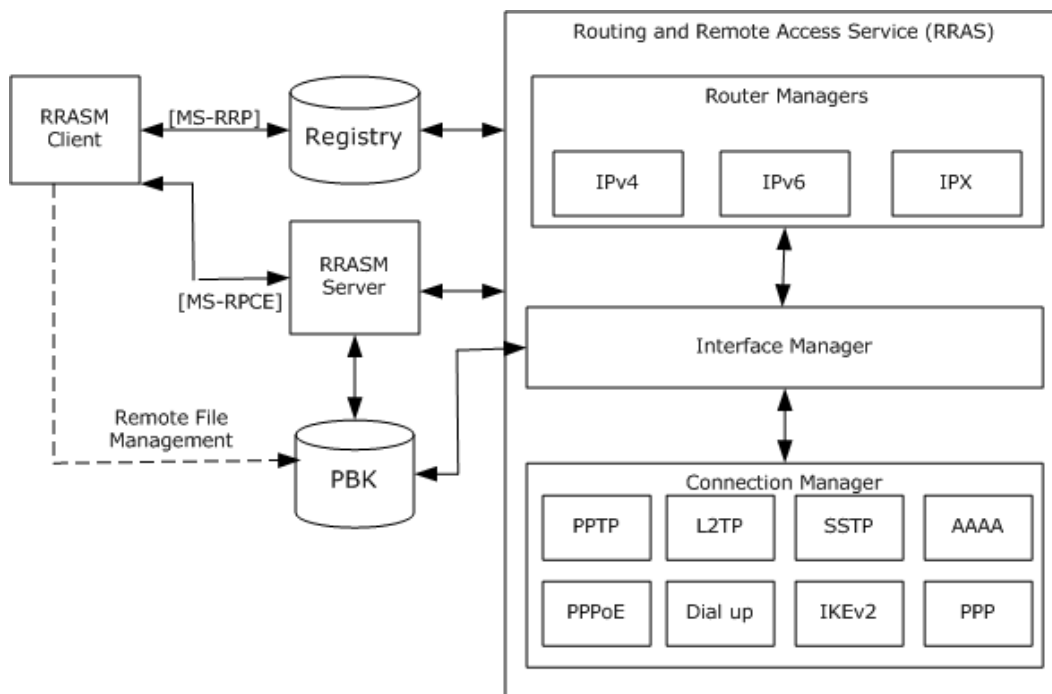 Routing and Remote Access Service (RRAS)
RRASM
Client
[MS-RRP]
Registry
Router Managers
IPv4
IPv6
IPX
RRASM
Server
[MS-RPCE]
Interface Manager
Remote File
Management
PBK
Connection Manager
PPTP
L2TP
SSTP
AAAA
PPPoE
Dial up
IKEv2
PPP